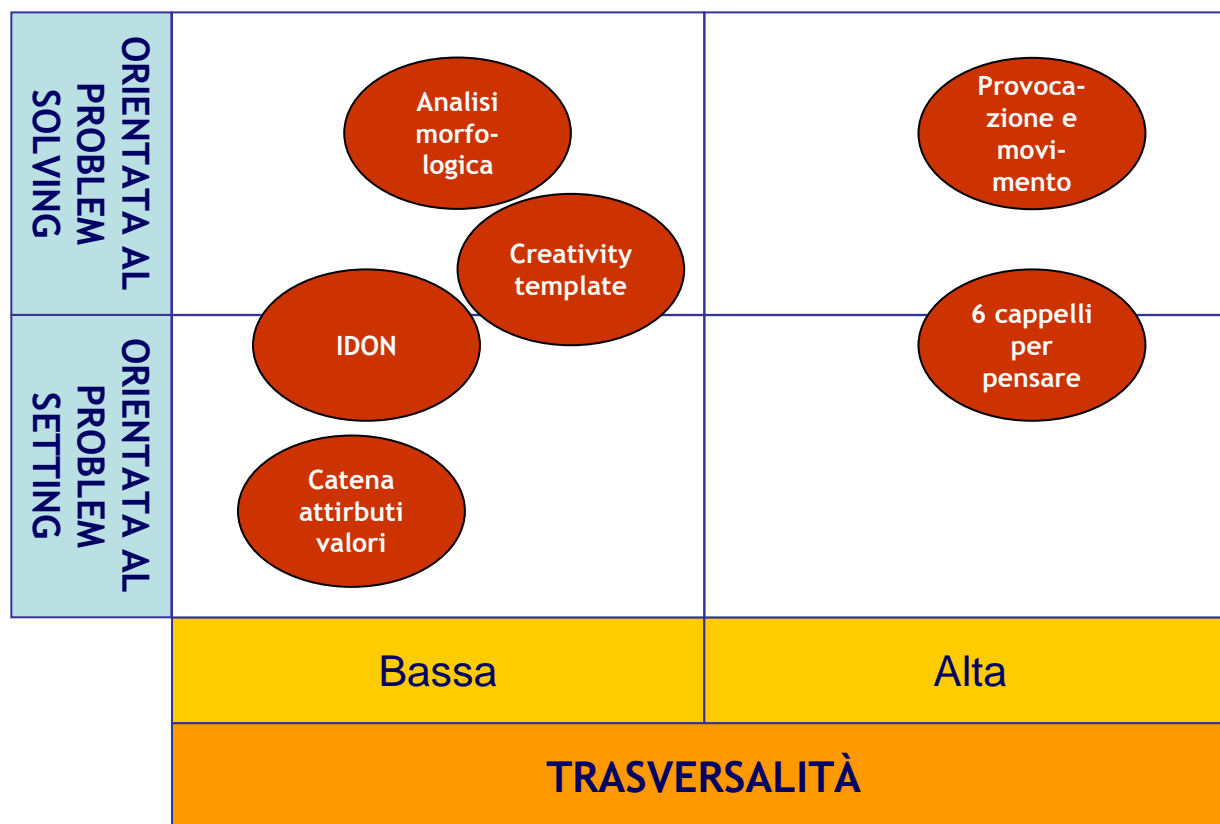 ORIENTATA AL
PROBLEM
SOLVING
Analisi
morfo-
logica
Provoca-
zione e
movi-
mento
Creativity
template
ORIENTATA AL
PROBLEM
SETTING
IDON
6 cappelli
per
pensare
Catena
attirbuti
valori
Bassa
Alta
TRASVERSALITÀ